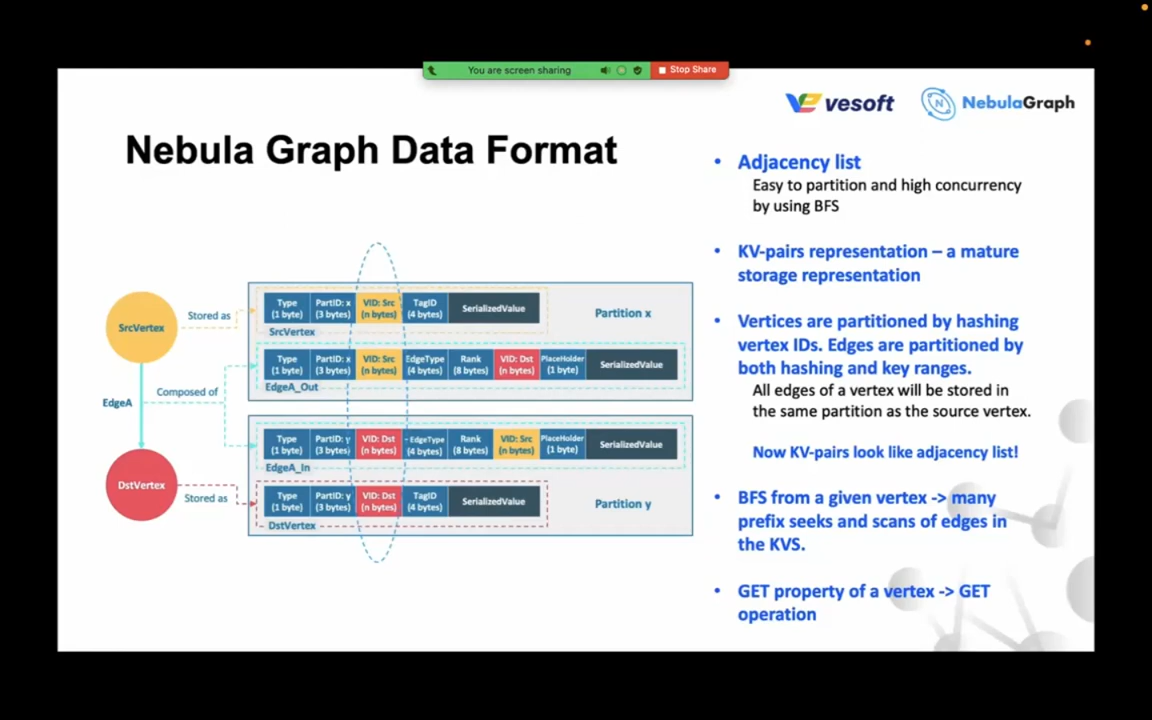 You are screen sharing
Stop Share
vesoft
NebulaGraph
Nebula Graph Data Format
SrcVertex
Stored as
Composed of
EdgeA
DstVertex
Stored as
Type (1 byte) PartID: x (3 bytes) VID: Src (n bytes) TagID (4 bytes) SerializedValue
SrcVertex
Partition x
Type (1 byte) PartID: x (3 bytes) VID: Src (n bytes) EdgeType (4 bytes) Rank (8 bytes) VID: Dst (n bytes) PlaceHolder (1 byte) SerializedValue
EdgeA_Out
Type (1 byte) PartID: y (3 bytes) VID: Dst (n bytes) - EdgeType (4 bytes) Rank (8 bytes) VID: Src (n bytes) PlaceHolder (1 byte) SerializedValue
EdgeA_In
Type (1 byte) PartID: y (3 bytes) VID: Dst (n bytes) TagID (4 bytes) SerializedValue
DstVertex
Partition y
• Adjacency list
Easy to partition and high concurrency
by using BFS
• KV-pairs representation – a mature
storage representation
• Vertices are partitioned by hashing
vertex IDs. Edges are partitioned by
both hashing and key ranges.
All edges of a vertex will be stored in
the same partition as the source vertex.
Now KV-pairs look like adjacency list!
• BFS from a given vertex -> many
prefix seeks and scans of edges in
the KVS.
• GET property of a vertex -> GET
operation